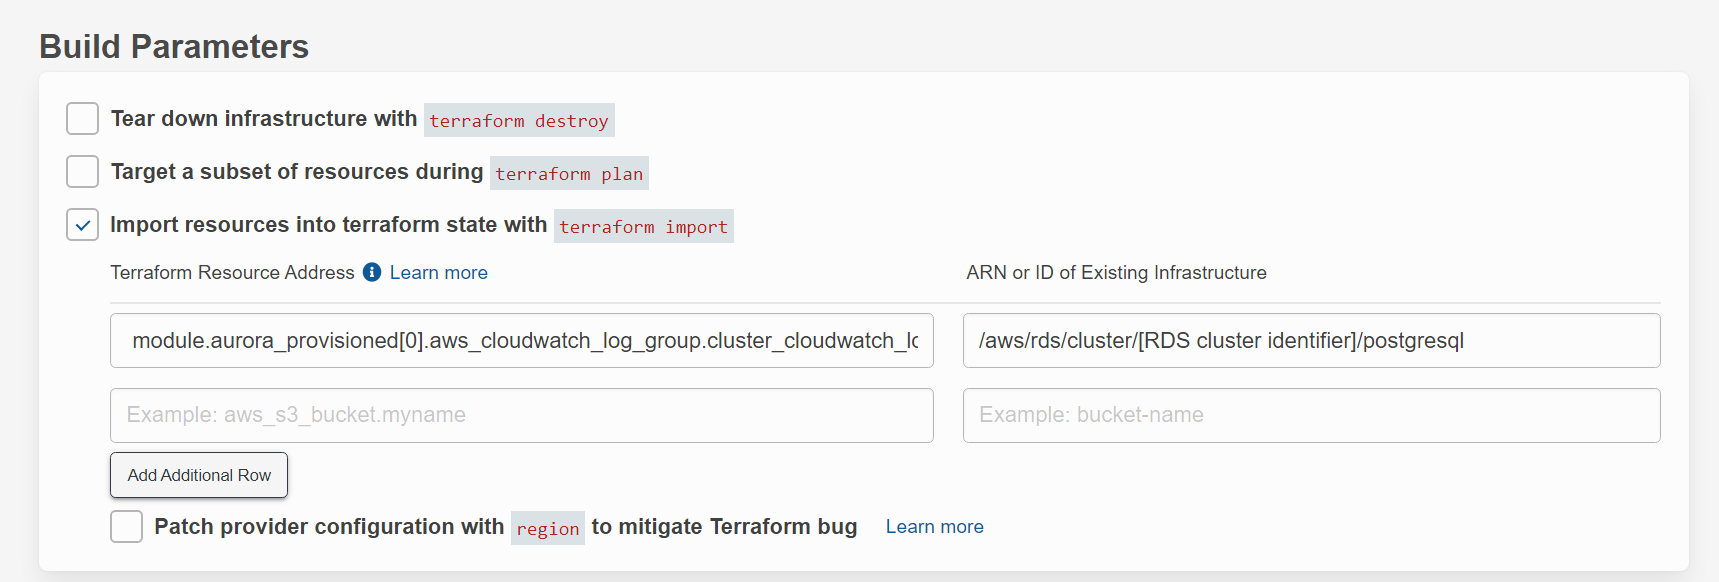 Build Parameters
Tear down infrastructure with terraform destroy
Target a subset of resources during terraform plan
Import resources into terraform state with terraform import
Terraform Resource Address Learn more ARN or ID of Existing Infrastructure
module.aurora_provisioned[0].aws_cloudwatch_log_group.cluster_cloudwatch_lo /aws/rds/cluster/[RDS cluster identifier]/postgresql
Example: aws_s3_bucket.myname Example: bucket-name
Add Additional Row
Patch provider configuration with region to mitigate Terraform bug Learn more